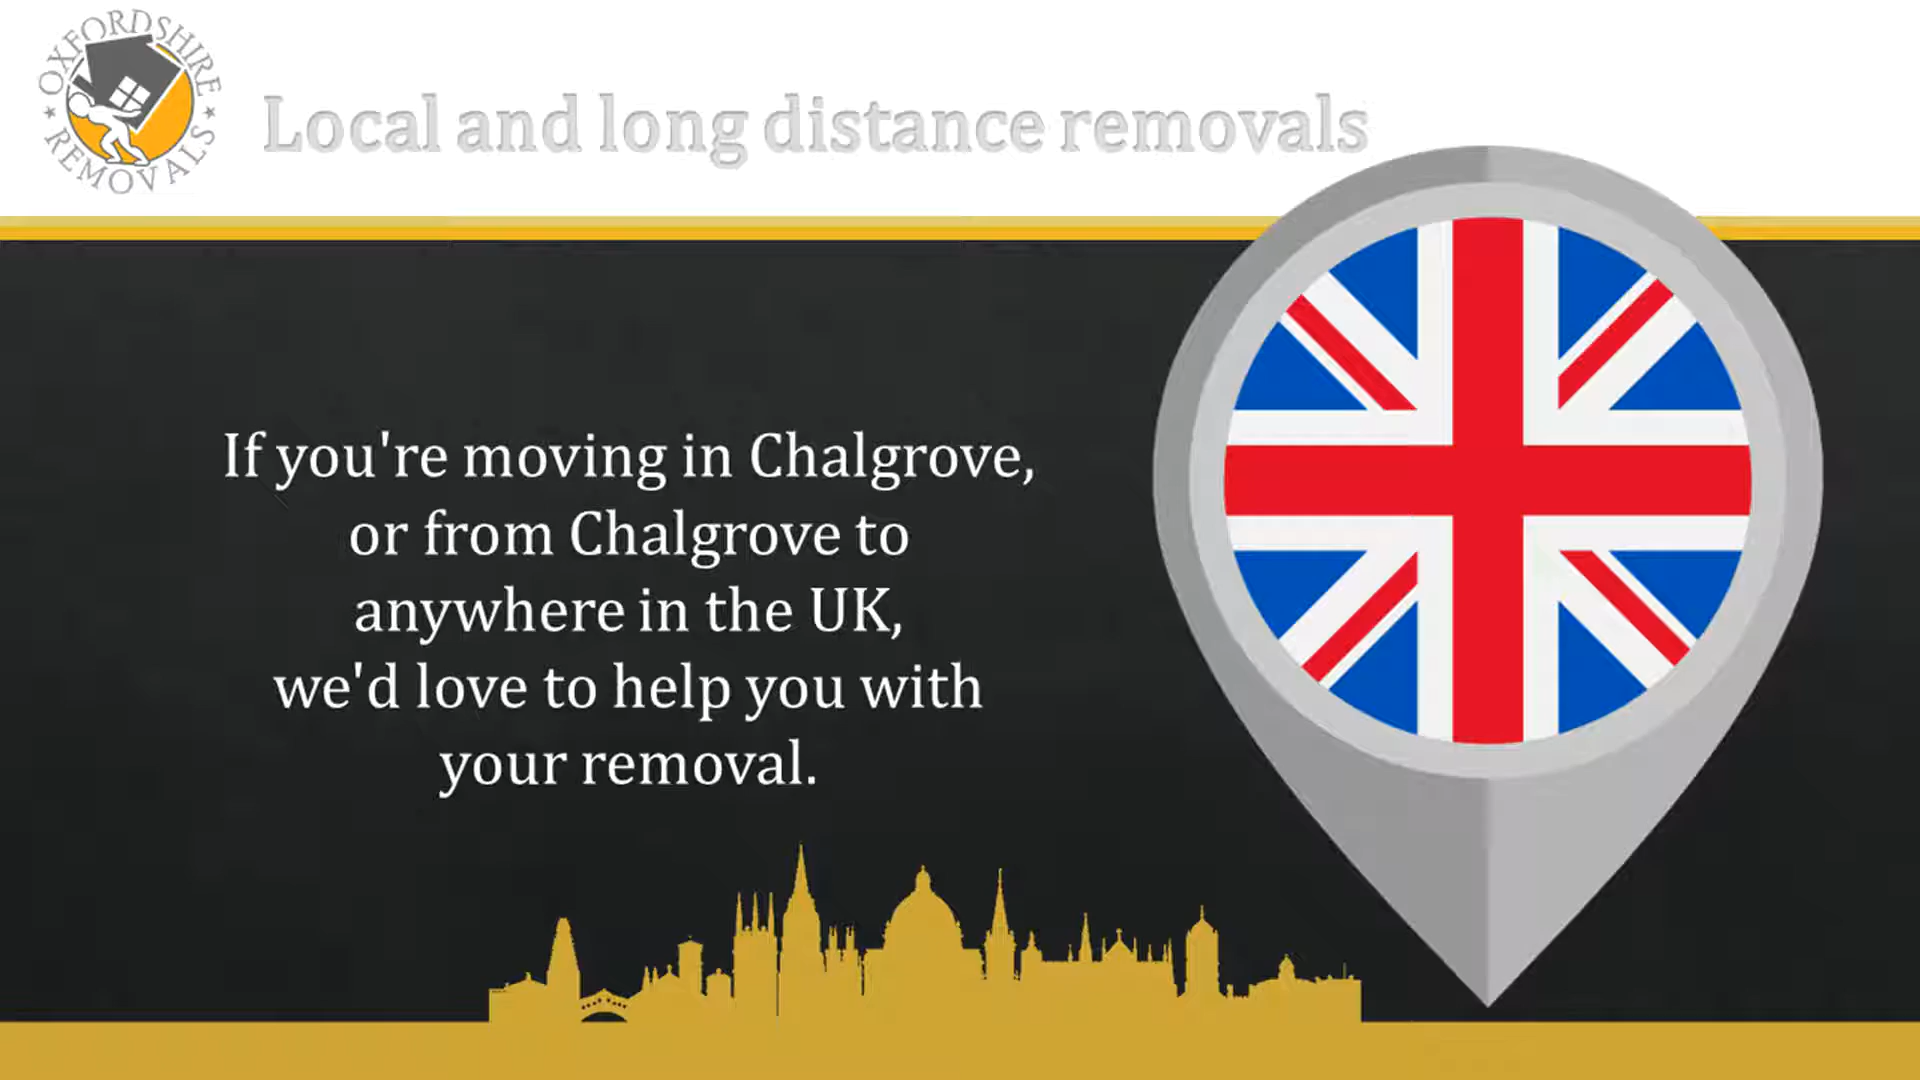 OXFORDSHIRE
REMOVALS
Local and long distance removals
If you're moving in Chalgrove,
or from Chalgrove to
anywhere in the UK,
we'd love to help you with
your removal.